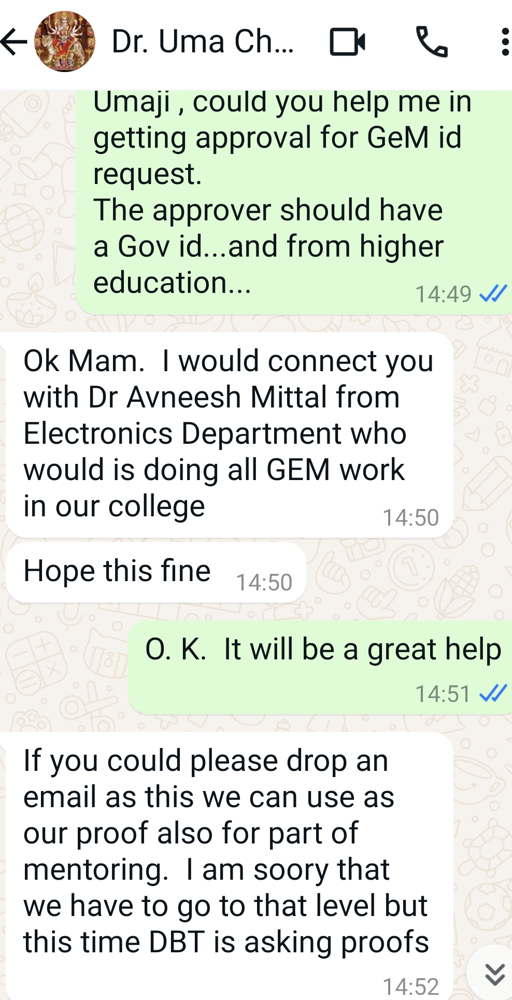 Dr. Uma Ch...
Umaji , could you help me in
getting approval for GeM id
request.
The approver should have
a Gov id...and from higher
education...
14:49
Ok Mam.  I would connect you
with Dr Avneesh Mittal from
Electronics Department who
would is doing all GEM work
in our college
14:50
Hope this fine
14:50
O. K.  It will be a great help
14:51
If you could please drop an
email as this we can use as
our proof also for part of
mentoring.  I am soory that
we have to go to that level but
this time DBT is asking proofs
14:52